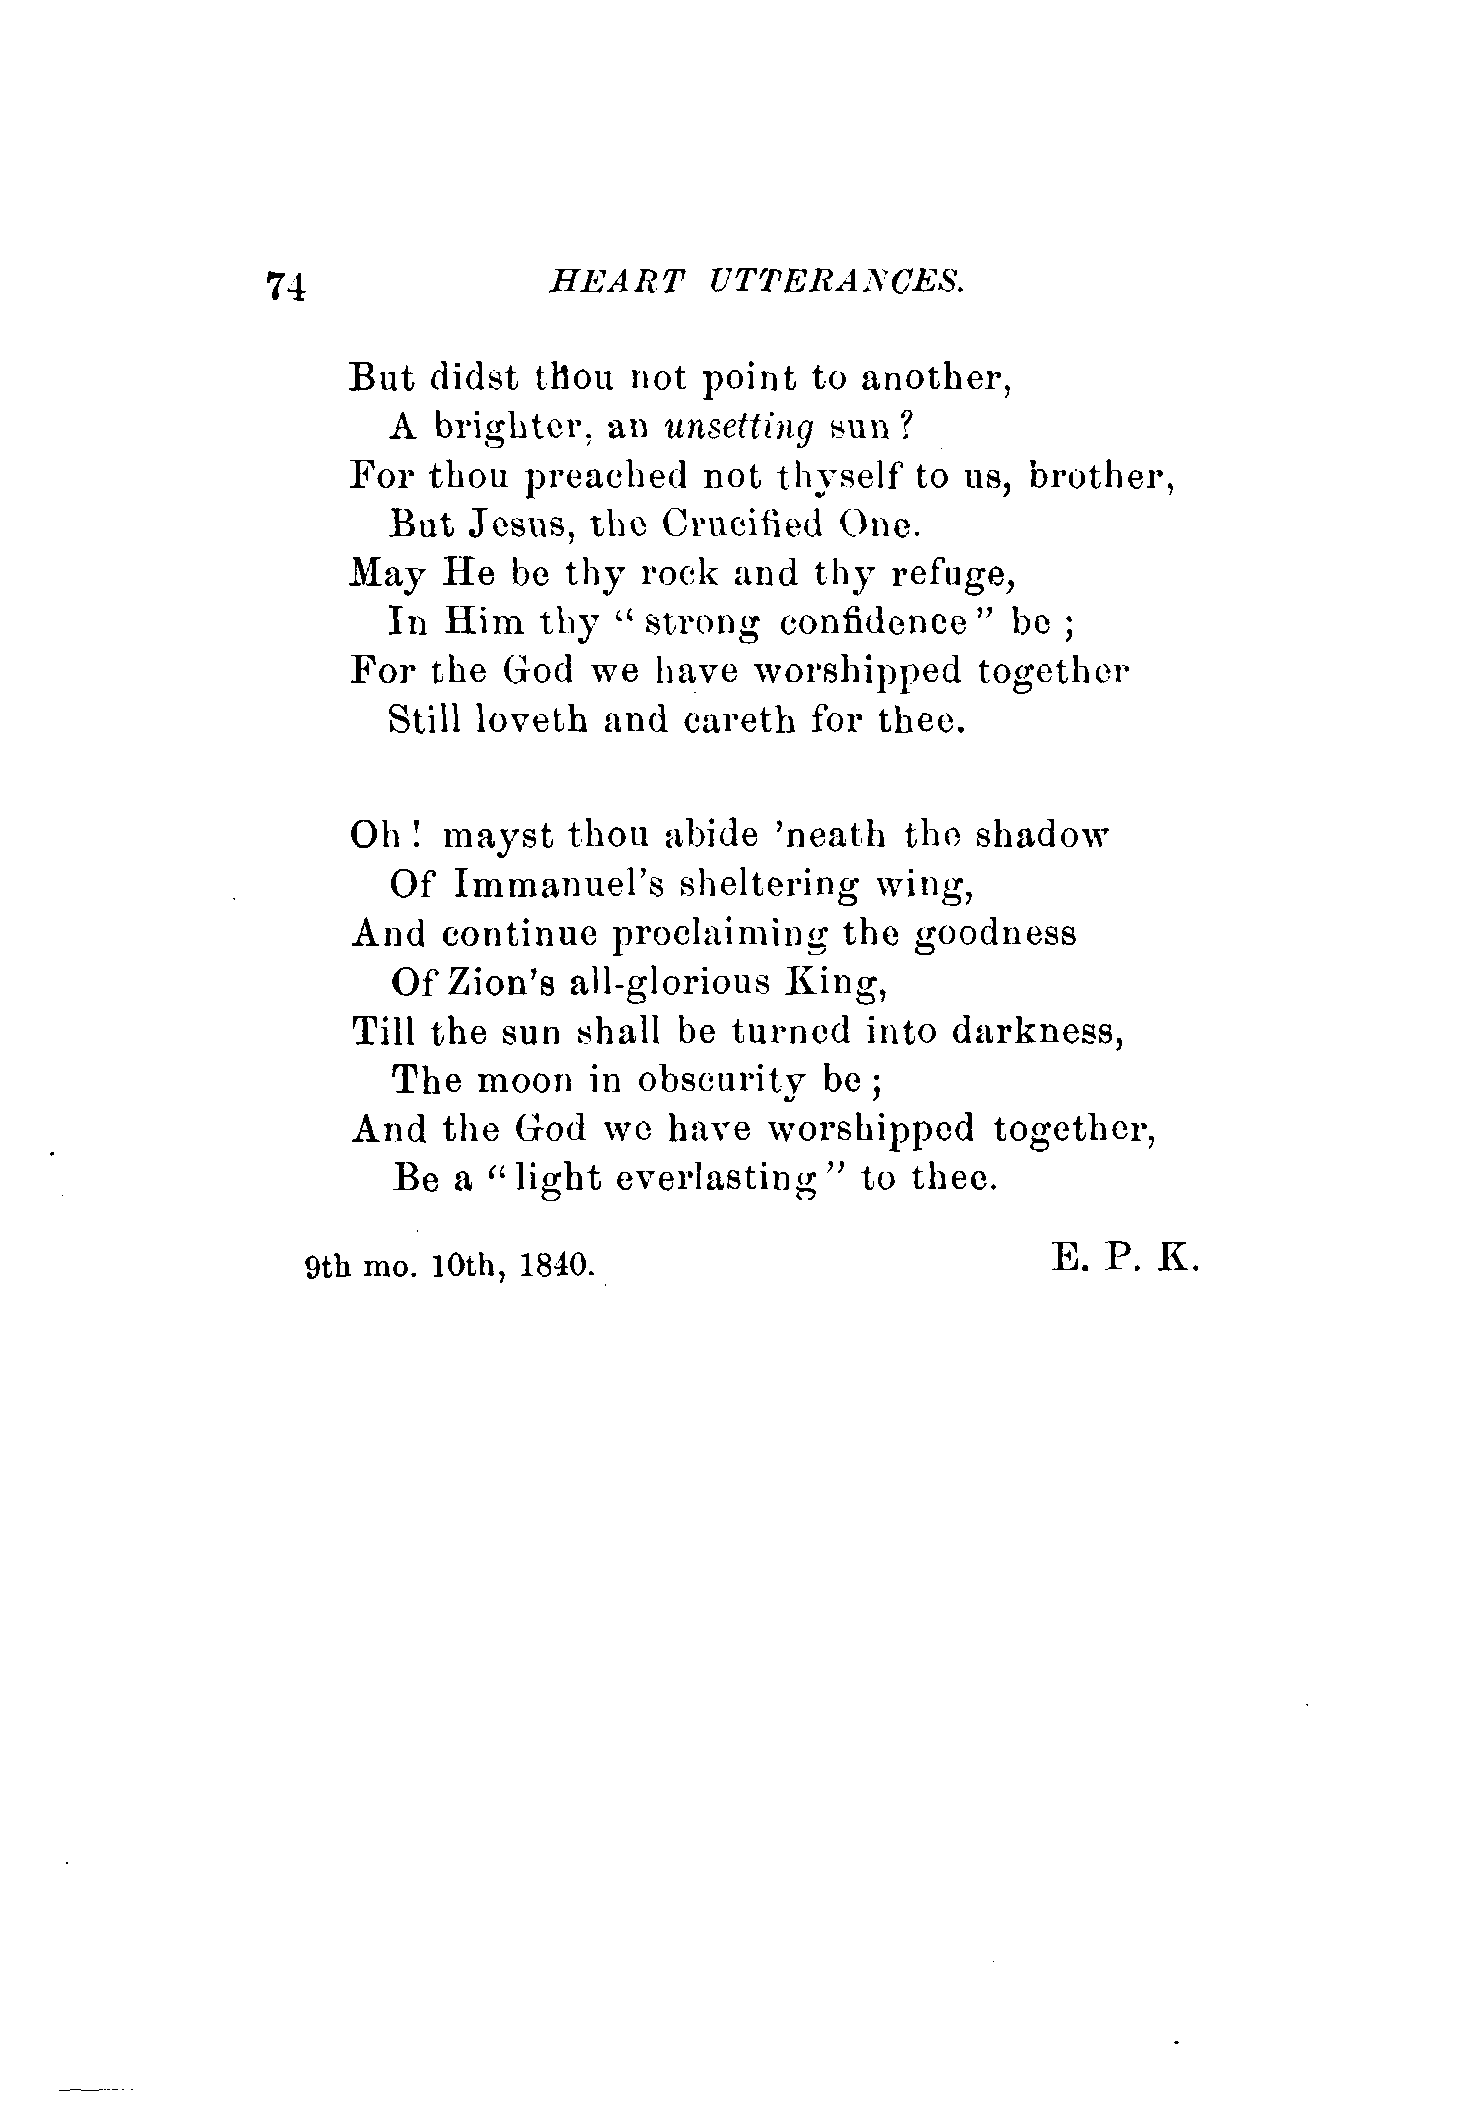 74 HEART UTTERANCES.
But didst thou not point to another,
A brighter, an unsetting sun?
For thou preached not thyself to us, brother,
But Jesus, the Crucified One.
May He be thy rock and thy refuge,
In Him thy "strong confidence" be;
For the God we have worshipped together
Still loveth and careth for thee.
Oh! mayst thou abide 'neath the shadow
Of Immanuel's sheltering wing,
And continue proclaiming the goodness
Of Zion's all-glorious King,
Till the sun shall be turned into darkness,
The moon in obscurity be;
And the God we have worshipped together,
Be a "light everlasting" to thee.
9th mo. 10th, 1840. E. P. K.